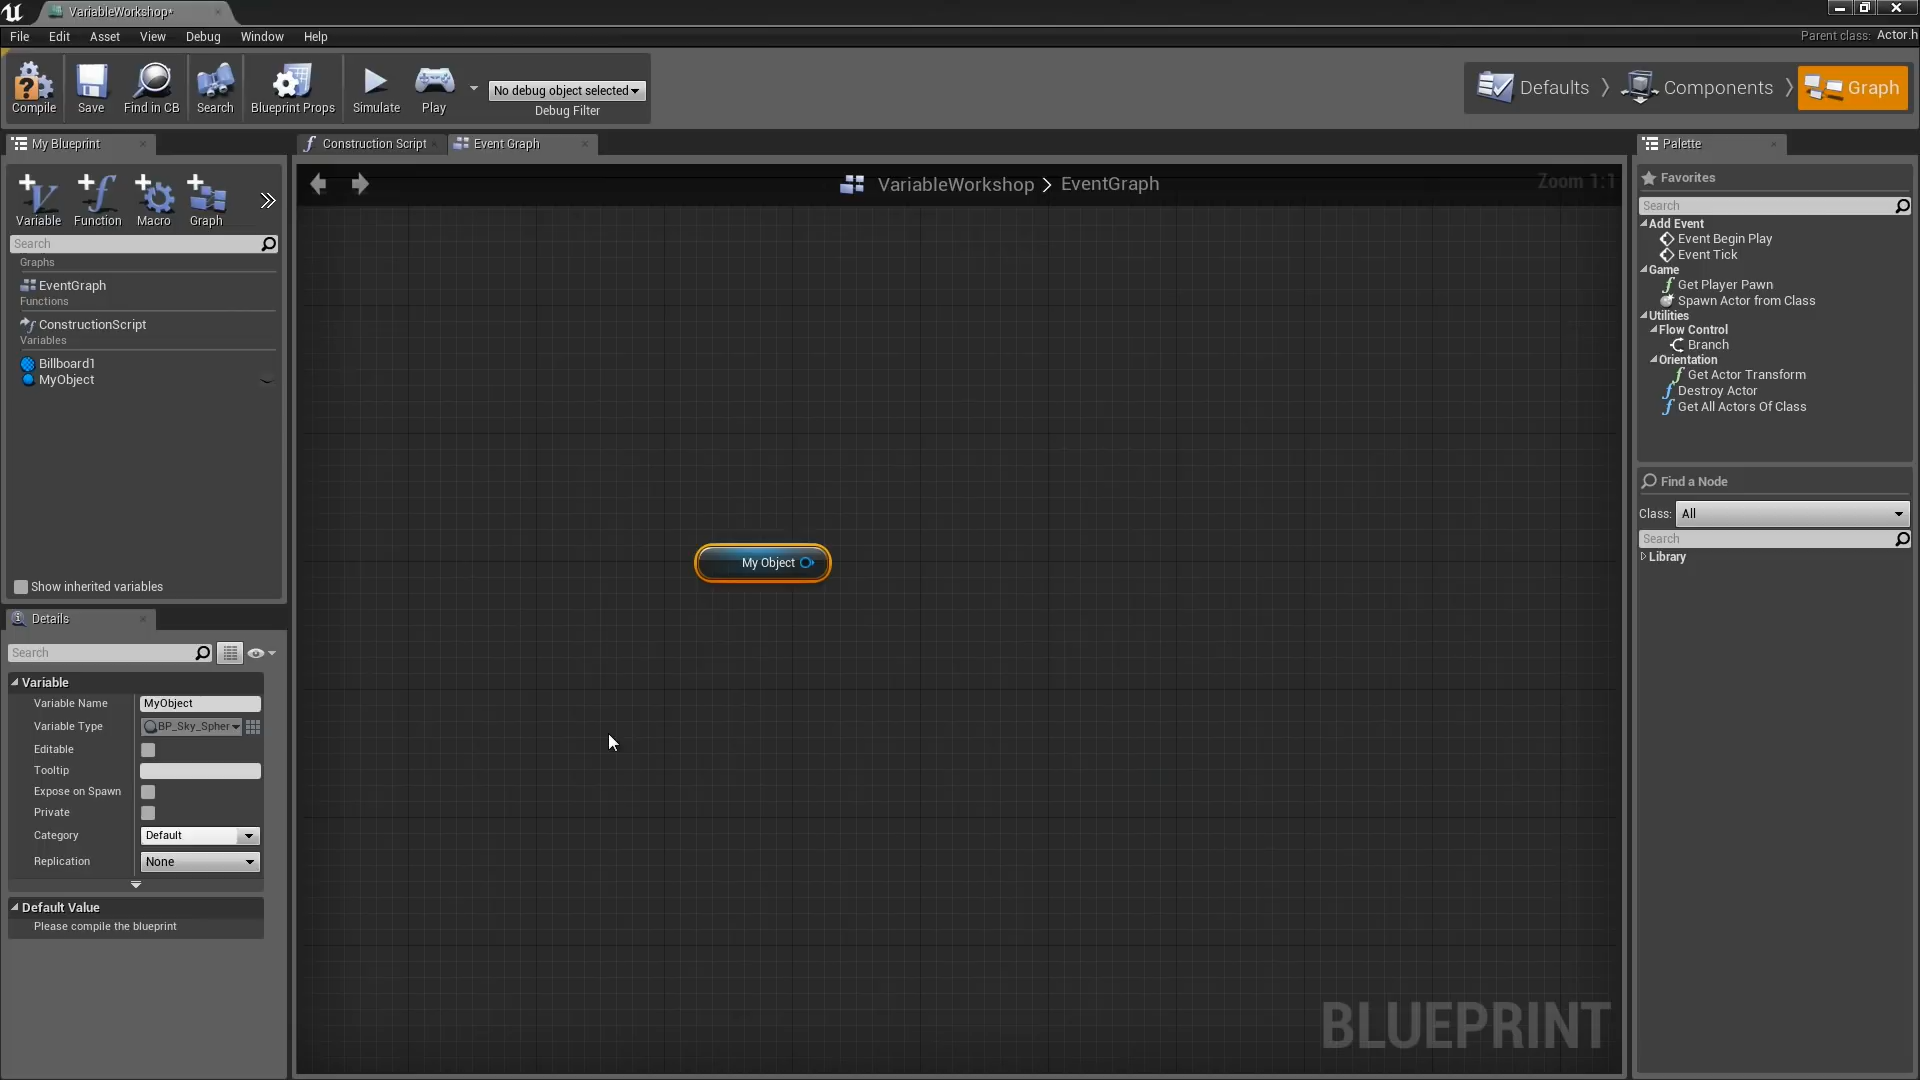 VariableWorkshop*
File Edit Asset View Debug Window Help
Parent class: Actor.h
Compile Save Find in CB Search Blueprint Props Simulate Play
No debug object selected
Debug Filter
Defaults Components Graph
My Blueprint
Variable Function Macro Graph
Search
Graphs
EventGraph
Functions
ConstructionScript
Variables
Billboard1
MyObject
Show inherited variables
Details
Search
Variable
Variable Name MyObject
Variable Type BP_Sky_Spher
Editable
Tooltip
Expose on Spawn
Private
Category Default
Replication None
Default Value
Please compile the blueprint
Construction Script Event Graph
VariableWorkshop > EventGraph
Zoom 1:1
My Object
BLUEPRINT
Palette
Favorites
Search
Add Event
Event Begin Play
Event Tick
Game
Get Player Pawn
Spawn Actor from Class
Utilities
Flow Control
Branch
Orientation
Get Actor Transform
Destroy Actor
Get All Actors Of Class
Find a Node
Class: All
Search
Library